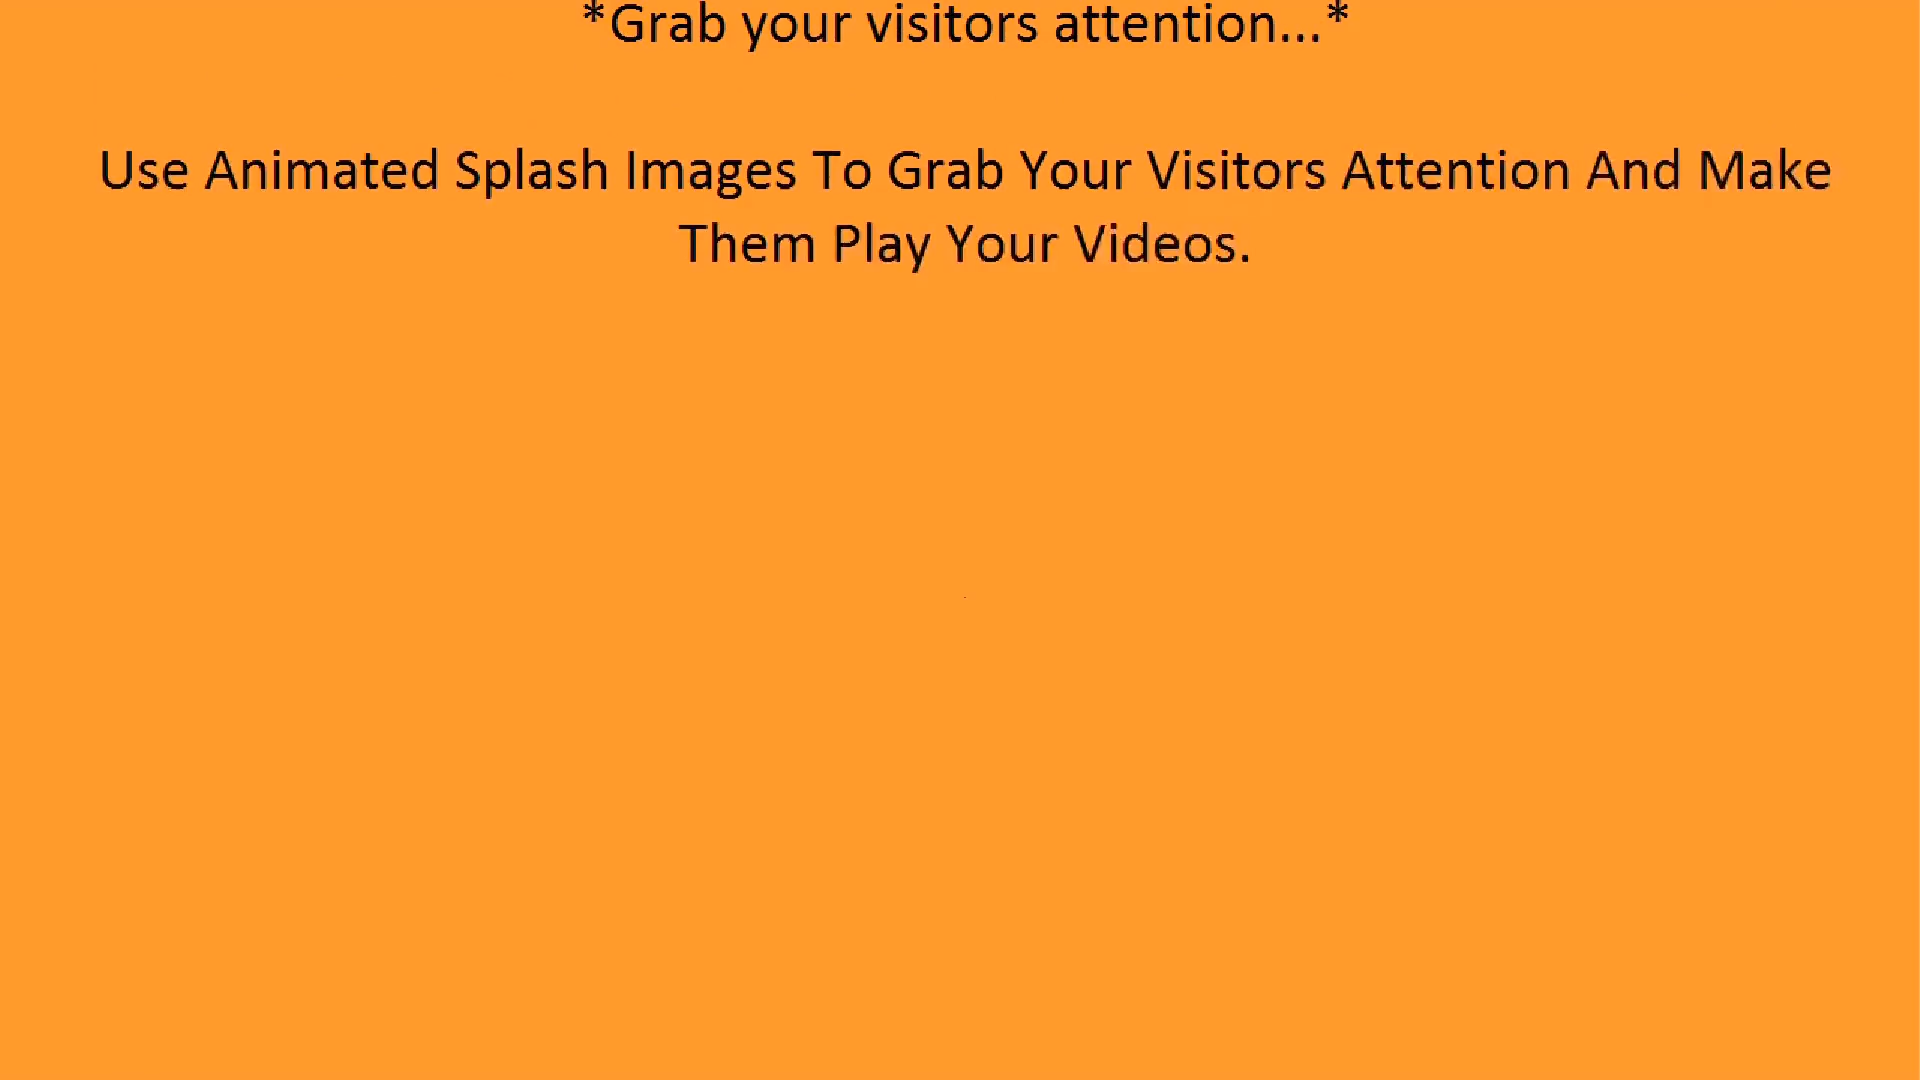 *Grab your visitors attention...*
Use Animated Splash Images To Grab Your Visitors Attention And Make
Them Play Your Videos.